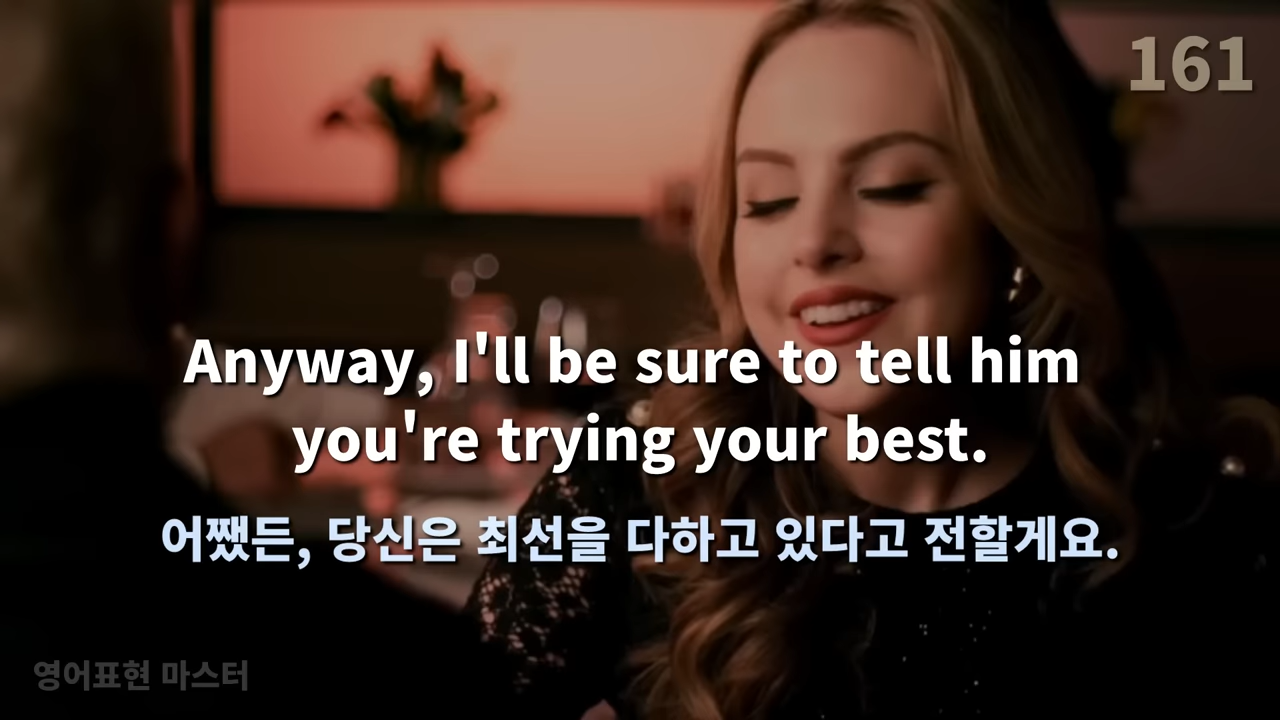 161
Anyway, I'll be sure to tell him
you're trying your best.
어쨌든, 당신은 최선을 다하고 있다고 전할게요.
영어표현 마스터